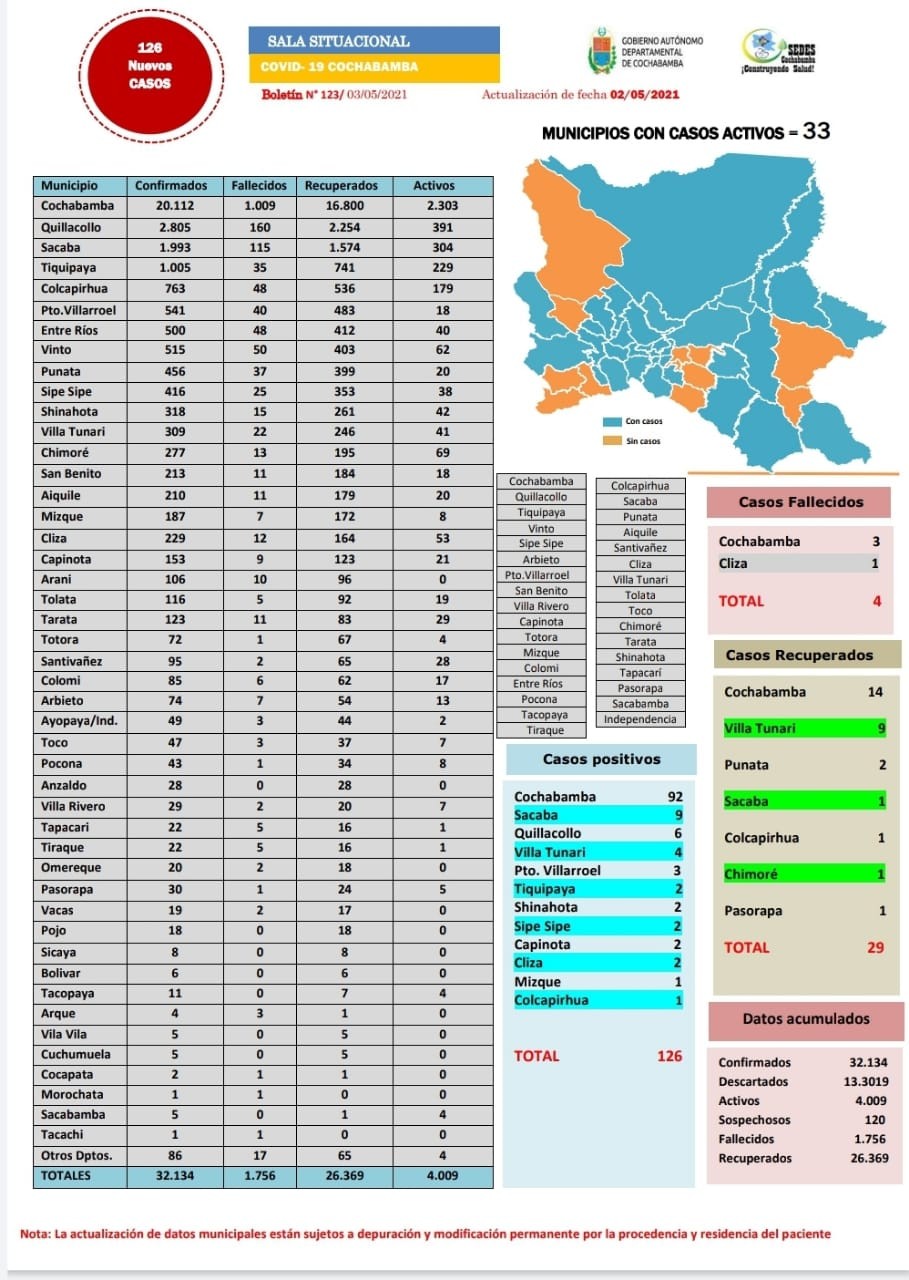 126
Nuevos
CASOS
SALA SITUACIONAL
COVID- 19 COCHABAMBA
Boletín N° 123/ 03/05/2021
GOBIERNO AUTÓNOMO
DEPARTAMENTAL
DE COCHABAMBA
SEDES
Cochabamba
¡Construyendo Salud!
Actualización de fecha 02/05/2021
MUNICIPIOS CON CASOS ACTIVOS = 33
Municipio Confirmados Fallecidos Recuperados Activos
Cochabamba 20.112 1.009 16.800 2.303
Quillacollo 2.805 160 2.254 391
Sacaba 1.993 115 1.574 304
Tiquipaya 1.005 35 741 229
Colcapirhua 763 48 536 179
Pto.Villarroel 541 40 483 18
Entre Ríos 500 48 412 40
Vinto 515 50 403 62
Punata 456 37 399 20
Sipe Sipe 416 25 353 38
Shinahota 318 15 261 42
Villa Tunari 309 22 246 41
Chimoré 277 13 195 69
San Benito 213 11 184 18
Aiquile 210 11 179 20
Mizque 187 7 172 8
Cliza 229 12 164 53
Capinota 153 9 123 21
Arani 106 10 96 0
Tolata 116 5 92 19
Tarata 123 11 83 29
Totora 72 1 67 4
Santivañez 95 2 65 28
Colomi 85 6 62 17
Arbieto 74 7 54 13
Ayopaya/Ind. 49 3 44 2
Toco 47 3 37 7
Pocona 43 1 34 8
Anzaldo 28 0 28 0
Villa Rivero 29 2 20 7
Tapacari 22 5 16 1
Tiraque 22 5 16 1
Omereque 20 2 18 0
Pasorapa 30 1 24 5
Vacas 19 2 17 0
Pojo 18 0 18 0
Sicaya 8 0 8 0
Bolivar 6 0 6 0
Tacopaya 11 0 7 4
Arque 4 3 1 0
Vila Vila 5 0 5 0
Cuchumuela 5 0 5 0
Cocapata 2 1 1 0
Morochata 1 1 0 0
Sacabamba 5 0 1 4
Tacachi 1 1 0 0
Otros Dptos. 86 17 65 4
TOTALES 32.134 1.756 26.369 4.009
Con casos
Sin casos
Cochabamba
Quillacollo
Tiquipaya
Vinto
Sipe Sipe
Arbieto
Pto.Villarroel
San Benito
Villa Rivero
Capinota
Totora
Mizque
Colomi
Entre Ríos
Pocona
Tacopaya
Tiraque
Colcapirhua
Sacaba
Punata
Aiquile
Santivañez
Cliza
Villa Tunari
Tolata
Toco
Chimoré
Tarata
Shinahota
Tapacarí
Pasorapa
Sacabamba
Independencia
Casos positivos
Cochabamba 92
Sacaba 9
Quillacollo 6
Villa Tunari 4
Pto. Villarroel 3
Tiquipaya 2
Shinahota 2
Sipe Sipe 2
Capinota 2
Cliza 2
Mizque 1
Colcapirhua 1
TOTAL 126
Casos Fallecidos
Cochabamba 3
Cliza 1
TOTAL 4
Casos Recuperados
Cochabamba 14
Villa Tunari 9
Punata 2
Sacaba 1
Colcapirhua 1
Chimoré 1
Pasorapa 1
TOTAL 29
Datos acumulados
Confirmados 32.134
Descartados 13.3019
Activos 4.009
Sospechosos 120
Fallecidos 1.756
Recuperados 26.369
Nota: La actualización de datos municipales están sujetos a depuración y modificación permanente por la procedencia y residencia del paciente